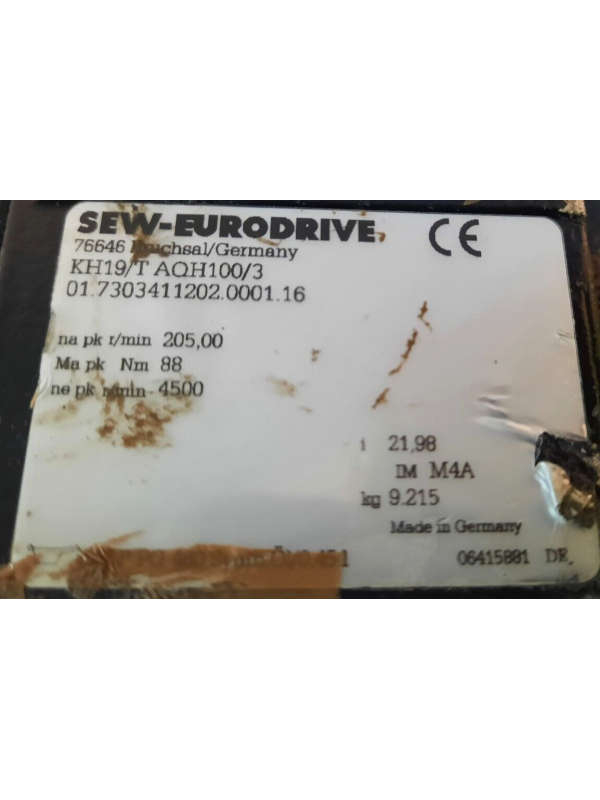 SEW-EURODRIVE
CE
76646 Bruchsal/Germany
KH19/T AQH100/3
01.7303411202.0001.16
na pk r/min 205,00
Ma pk Nm 88
ne pk r/min 4500
i 21,98
IM M4A
kg 9.215
Made in Germany
06415881 DE